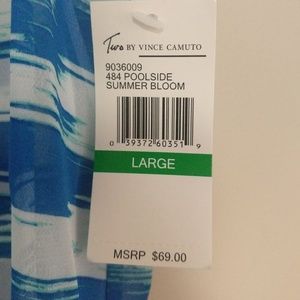 Two BY VINCE CAMUTO
9036009
484 POOLSIDE
SUMMER BLOOM
0 39372 60351 9
LARGE
MSRP $69.00